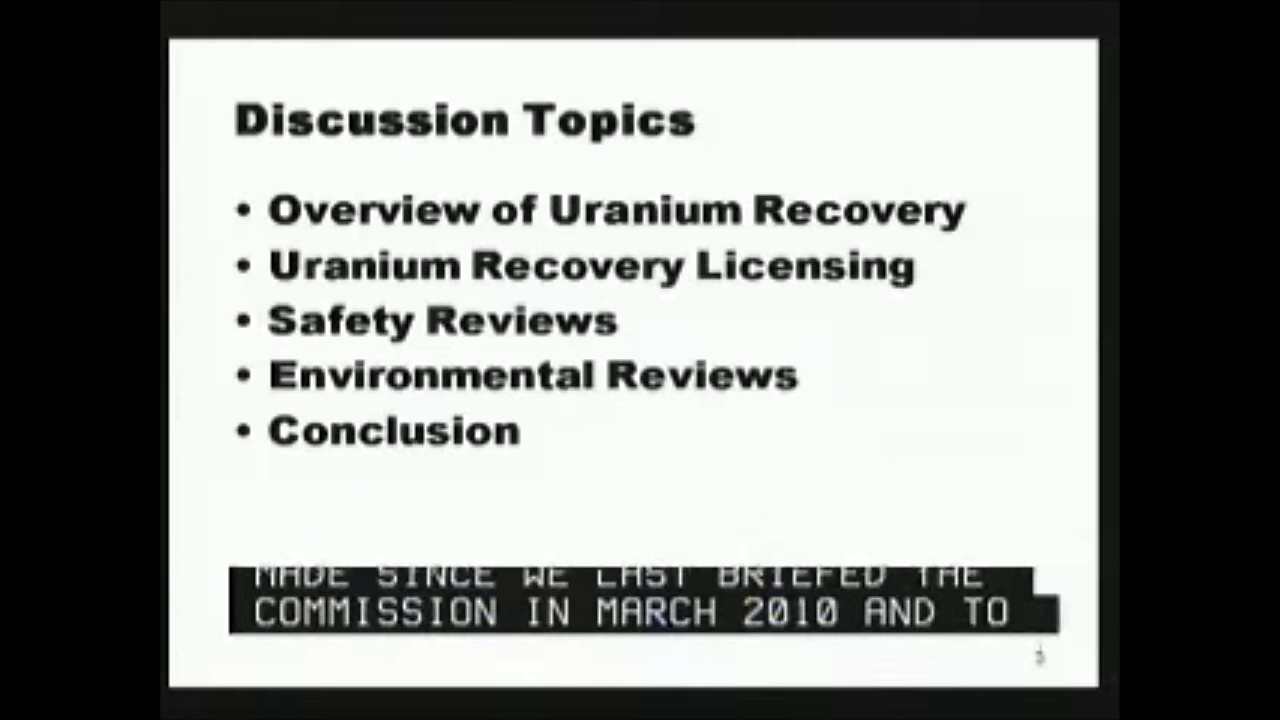 Discussion Topics
• Overview of Uranium Recovery
• Uranium Recovery Licensing
• Safety Reviews
• Environmental Reviews
• Conclusion
MADE SINCE WE LAST BRIEFED THE
COMMISSION IN MARCH 2010 AND TO